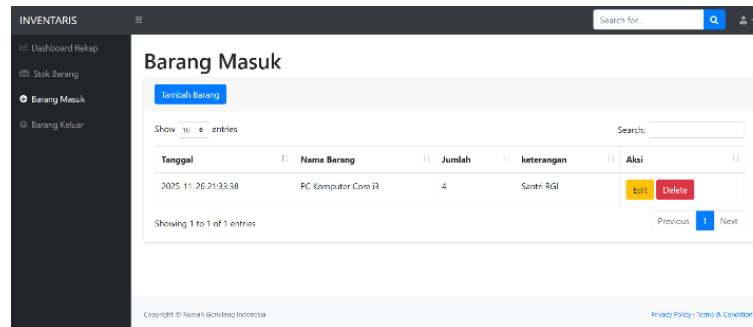 INVENTARIS
Search for...
Dashboard Rekap
Stok Barang
Barang Masuk
Barang Keluar
Barang Masuk
Tambah Barang
Show 10 entries
Search:
Tanggal Nama Barang Jumlah keterangan Aksi
2025-11-26 21:33:38 PC Komputer Core i3 4 Santri RGI Edit Delete
Showing 1 to 1 of 1 entries
Previous 1 Next
Copyright © Rumah Gemilang Indonesia
Privacy Policy · Terms & Condition